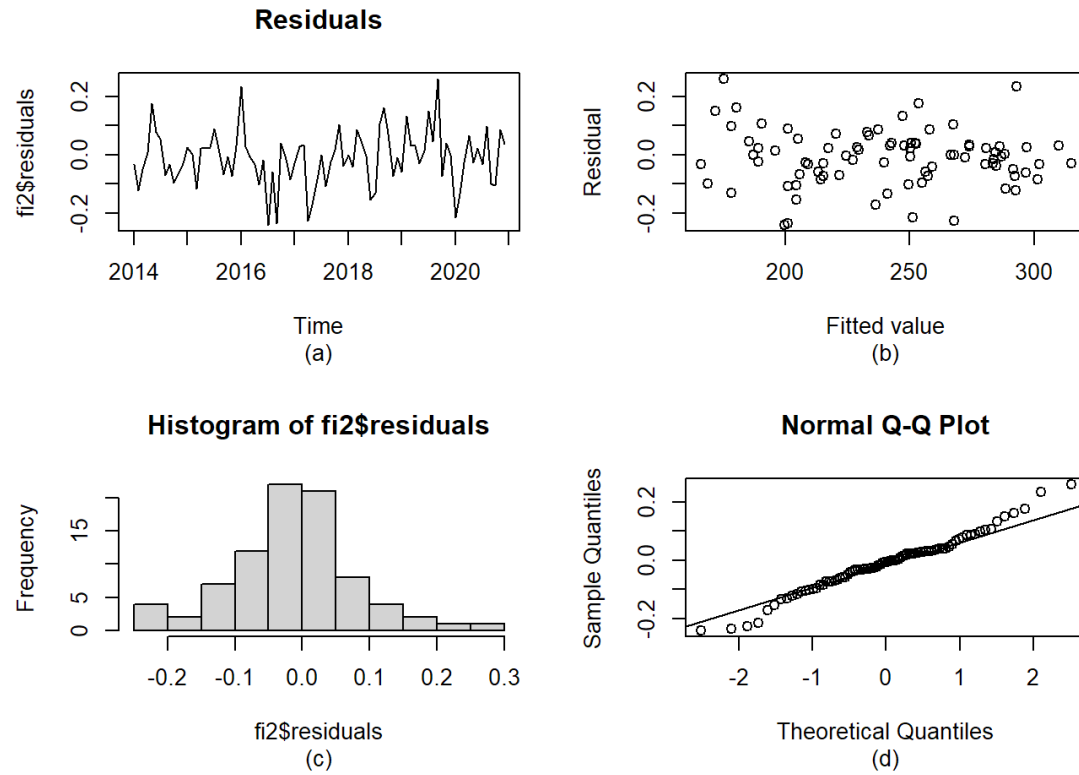 Residuals
fi2$residuals
-0.2 0.0 0.2
2014 2016 2018 2020
Time
(a)
Residual
-0.2 0.0 0.2
200 250 300
Fitted value
(b)
Histogram of fi2$residuals
Frequency
0 5 15
-0.2 -0.1 0.0 0.1 0.2 0.3
fi2$residuals
(c)
Normal Q-Q Plot
Sample Quantiles
-0.2 0.0 0.2
-2 -1 0 1 2
Theoretical Quantiles
(d)